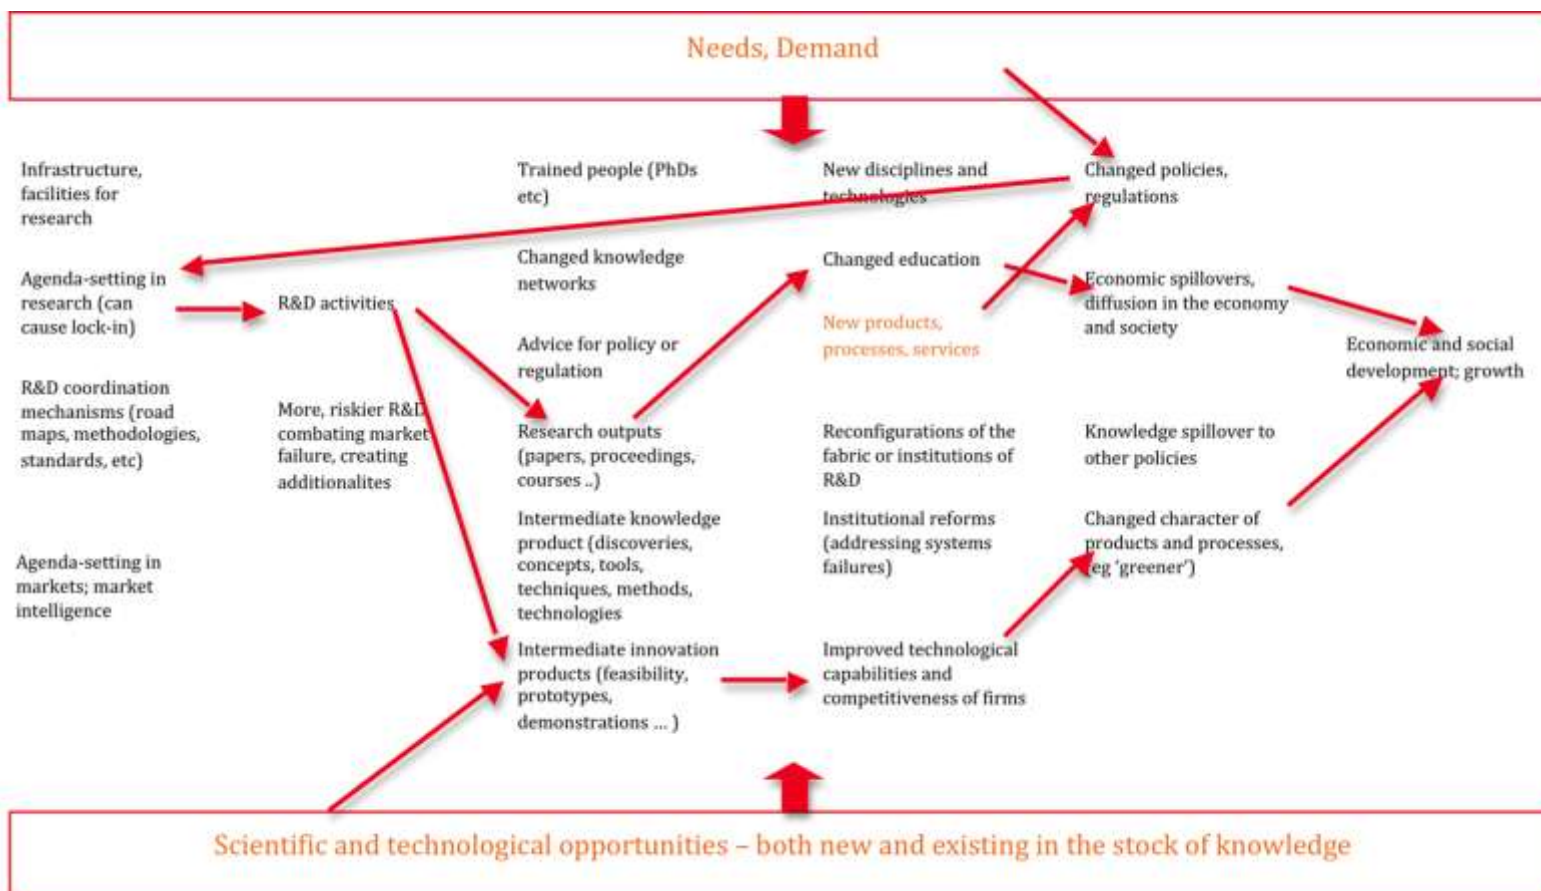 Needs, Demand
Infrastructure,
facilities for
research
Agenda-setting in
research (can
cause lock-in)
R&D coordination
mechanisms (road
maps, methodologies,
standards, etc)
Agenda-setting in
markets; market
intelligence
R&D activities
More, riskier R&D
combating market
failure, creating
additionalites
Trained people (PhDs
etc)
Changed knowledge
networks
Advice for policy or
regulation
Research outputs
(papers, proceedings,
courses ..)
Intermediate knowledge
product (discoveries,
concepts, tools,
techniques, methods,
technologies
Intermediate innovation
products (feasibility,
prototypes,
demonstrations ... )
New disciplines and
technologies
Changed education
New products,
processes, services
Reconfigurations of the
fabric or institutions of
R&D
Institutional reforms
(addressing systems
failures)
Improved technological
capabilities and
competitiveness of firms
Changed policies,
regulations
Economic spillovers,
diffusion in the economy
and society
Knowledge spillover to
other policies
Changed character of
products and processes,
(eg ‘greener’)
Economic and social
development; growth
Scientific and technological opportunities – both new and existing in the stock of knowledge